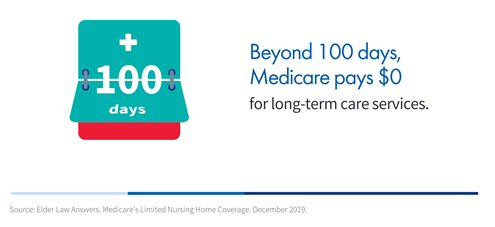 +
100
days
Beyond 100 days,
Medicare pays $0
for long-term care services.
Source: Elder Law Answers, Medicare's Limited Nursing Home Coverage, December 2019.